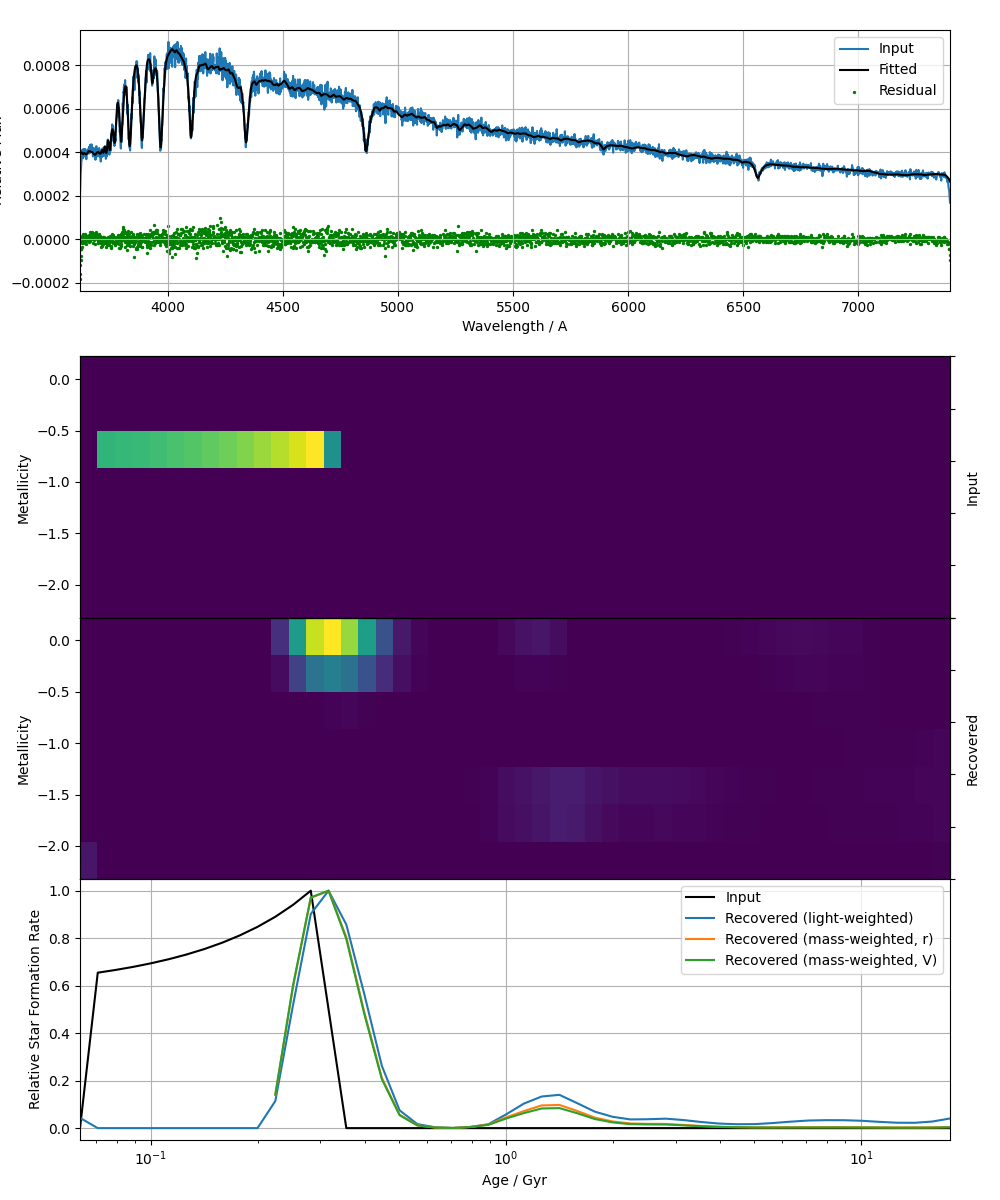 Input
Fitted
Residual
0.0008
0.0006
0.0004
0.0002
0.0000
−0.0002
4000 4500 5000 5500 6000 6500 7000
Wavelength / A
0.0
−0.5
−1.0
−1.5
−2.0
Metallicity
Input
0.0
−0.5
−1.0
−1.5
−2.0
Metallicity
Recovered
1.0
0.8
0.6
0.4
0.2
0.0
Relative Star Formation Rate
Input
Recovered (light-weighted)
Recovered (mass-weighted, r)
Recovered (mass-weighted, V)
10⁻¹ 10⁰ 10¹
Age / Gyr